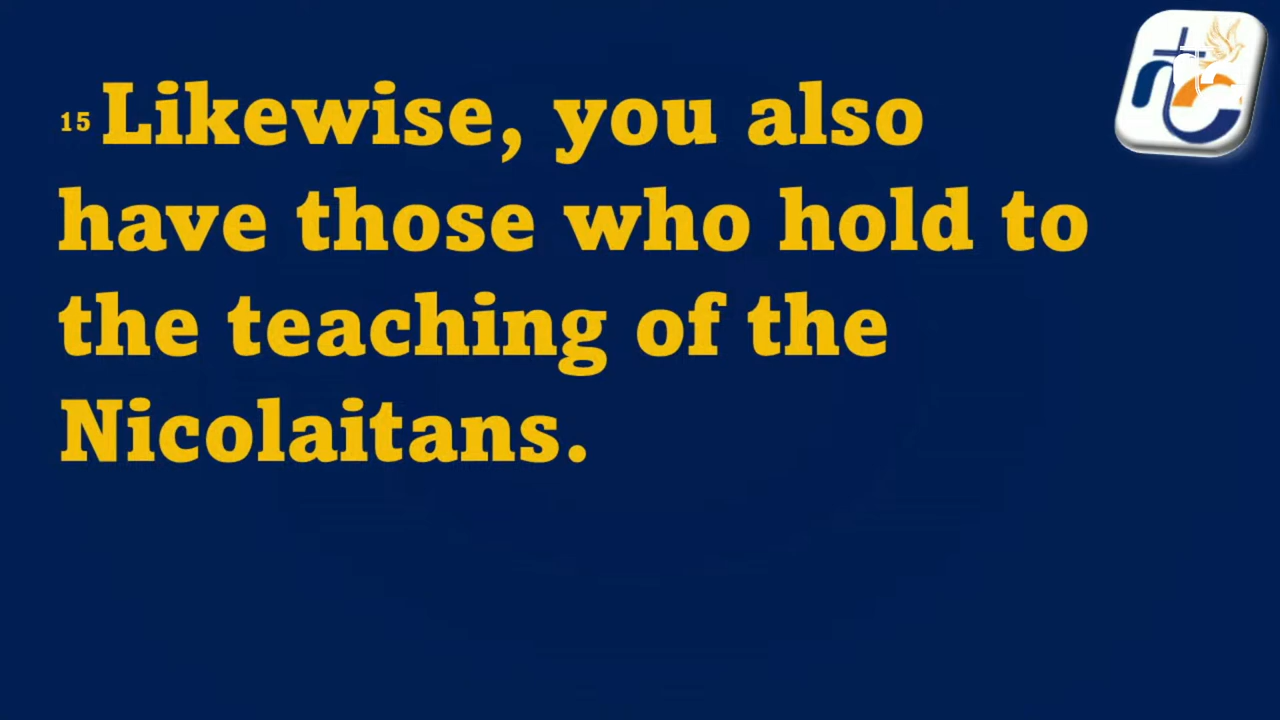 15 Likewise, you also
have those who hold to
the teaching of the
Nicolaitans.